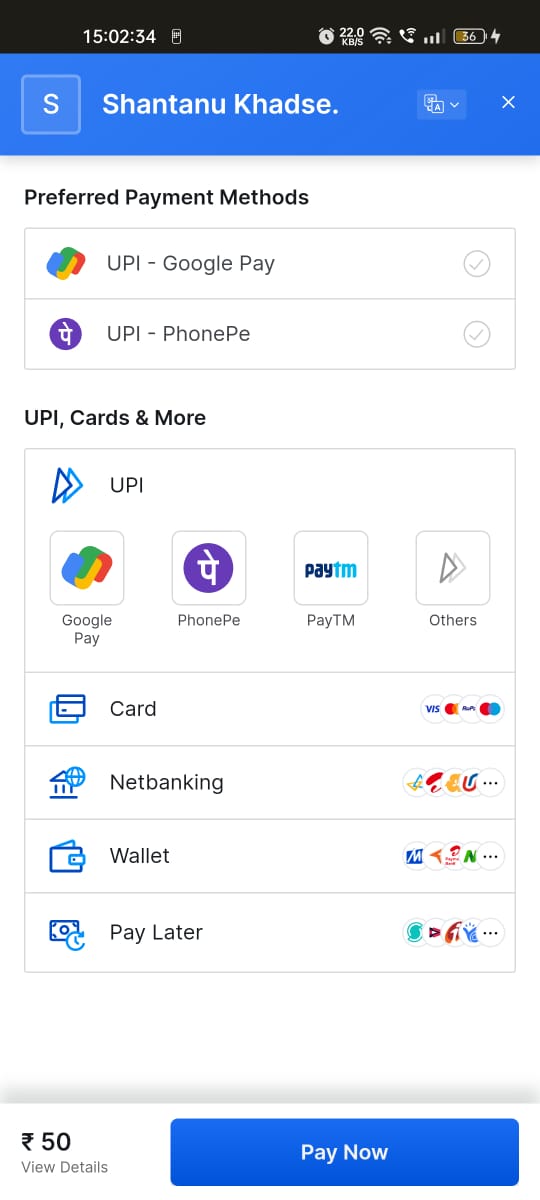 15:02:34
22.0
KB/S
36
S
Shantanu Khadse.
Preferred Payment Methods
UPI - Google Pay
पे
UPI - PhonePe
UPI, Cards & More
UPI
पे
paytm
Google
Pay
PhonePe
PayTM
Others
Card
VISA
RuPay
Netbanking
Wallet
Pay Later
₹ 50
View Details
Pay Now